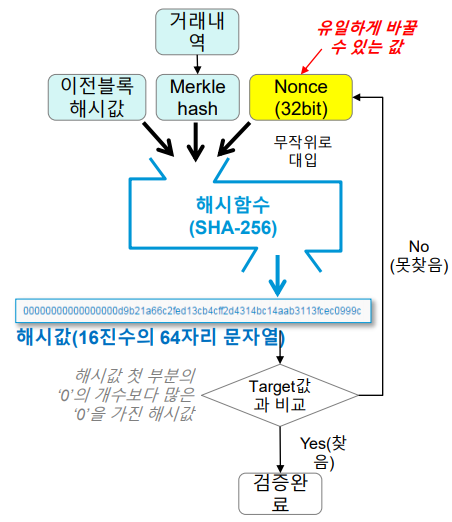 거래내
역
유일하게 바꿀
수 있는 값
이전블록
해시값
Merkle
hash
Nonce
(32bit)
무작위로
대입
해시함수
(SHA-256)
No
(못찾음)
00000000000000000d9b21a66c2fed13cb4cff2d4314bc14aab3113fcec0999c
해시값(16진수의 64자리 문자열)
해시값 첫 부분의
‘0’의 개수보다 많은
‘0’을 가진 해시값
Target값
과 비교
Yes(찾
음)
검증완
료